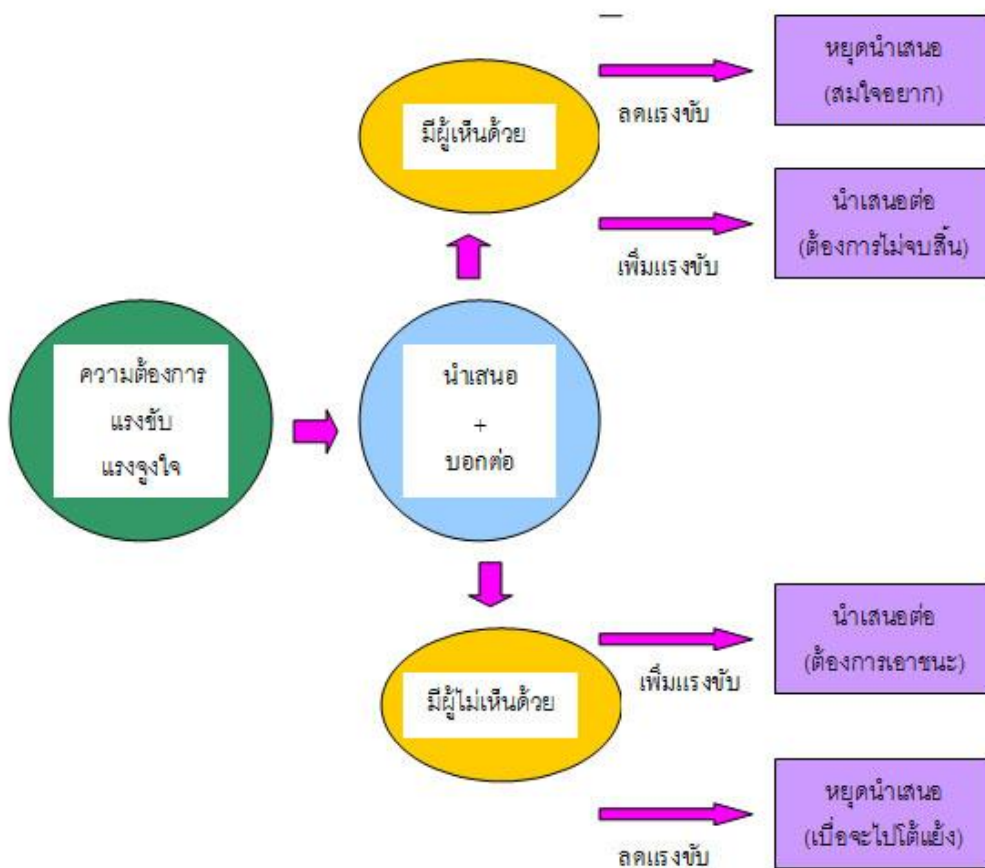 หยุดนำเสนอ
(สมใจอยาก)
ลดแรงขับ
มีผู้เห็นด้วย
นำเสนอต่อ
(ต้องการไม่จบสิ้น)
เพิ่มแรงขับ
ความต้องการ
แรงขับ
แรงจูงใจ
นำเสนอ
+
บอกต่อ
นำเสนอต่อ
(ต้องการเอาชนะ)
เพิ่มแรงขับ
มีผู้ไม่เห็นด้วย
หยุดนำเสนอ
(เบื่อจะไปโต้แย้ง)
ลดแรงขับ